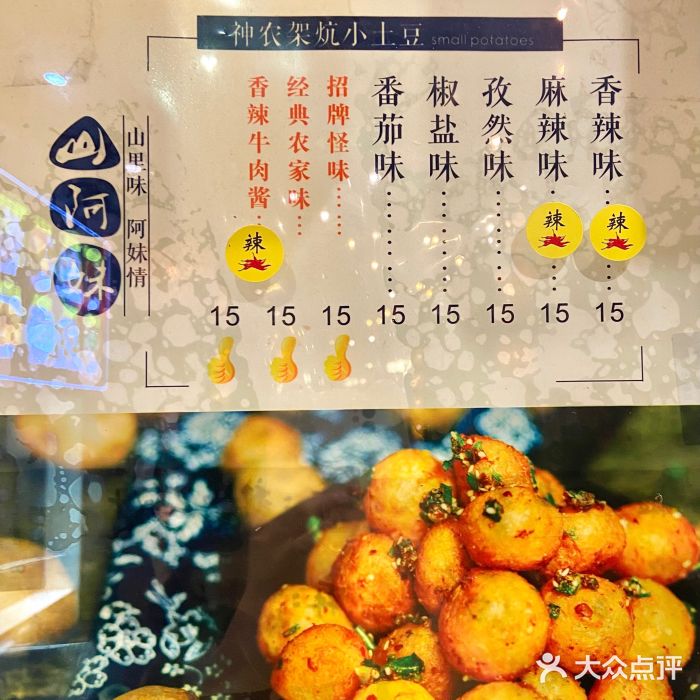 神农架炕小土豆 small potatoes
香辣味……
麻辣味……
孜然味……
椒盐味……
番茄味……
招牌怪味……
经典农家味…
香辣牛肉酱…
辣
辣
辣
15 15 15 15 15 15 15 15
山里味 阿妹情
山阿妹
大众点评